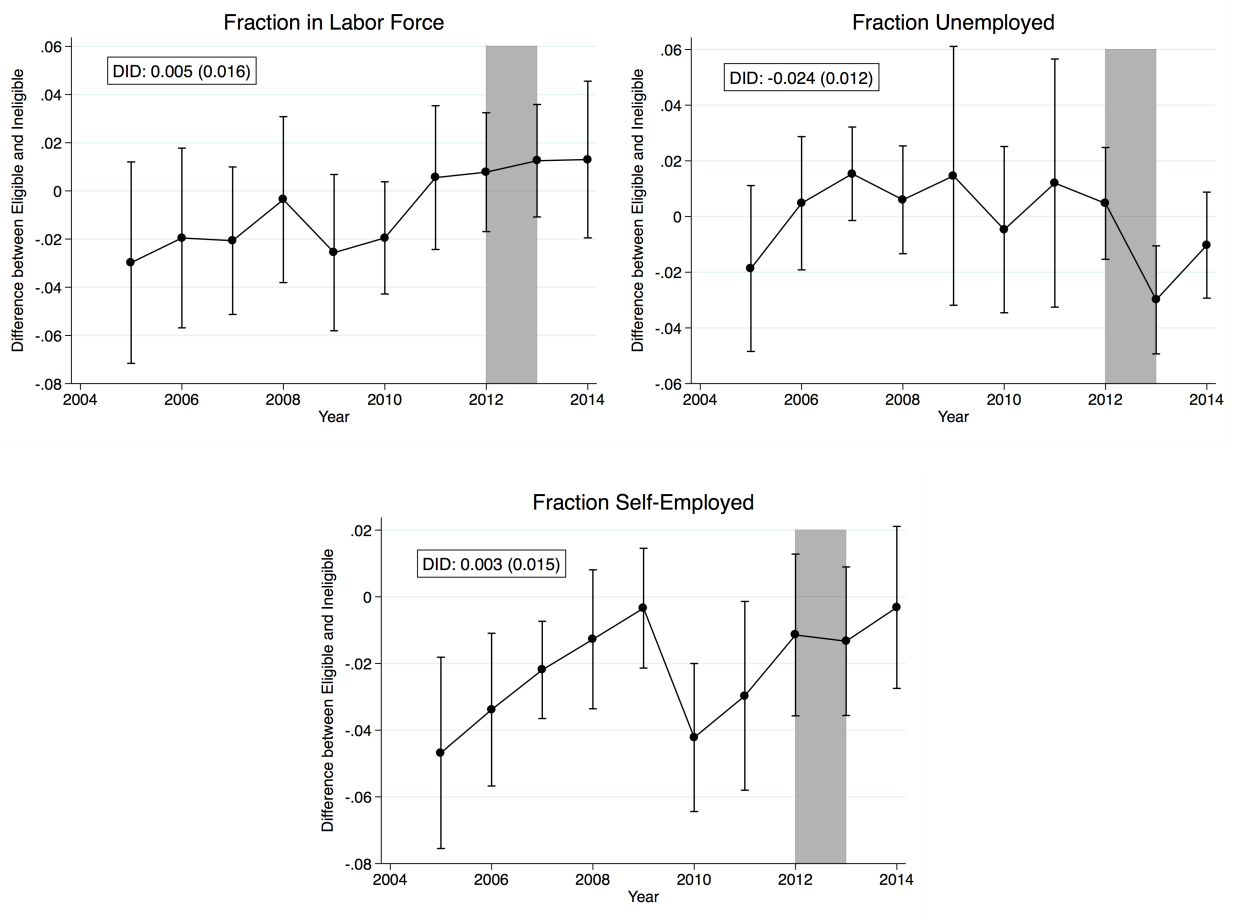 Fraction in Labor Force
DID: 0.005 (0.016)
Difference between Eligible and Ineligible
.06
.04
.02
0
-.02
-.04
-.06
-.08
2004 2006 2008 2010 2012 2014
Year
Fraction Unemployed
DID: -0.024 (0.012)
Difference between Eligible and Ineligible
.06
.04
.02
0
-.02
-.04
-.06
2004 2006 2008 2010 2012 2014
Year
Fraction Self-Employed
DID: 0.003 (0.015)
Difference between Eligible and Ineligible
.02
0
-.02
-.04
-.06
-.08
2004 2006 2008 2010 2012 2014
Year